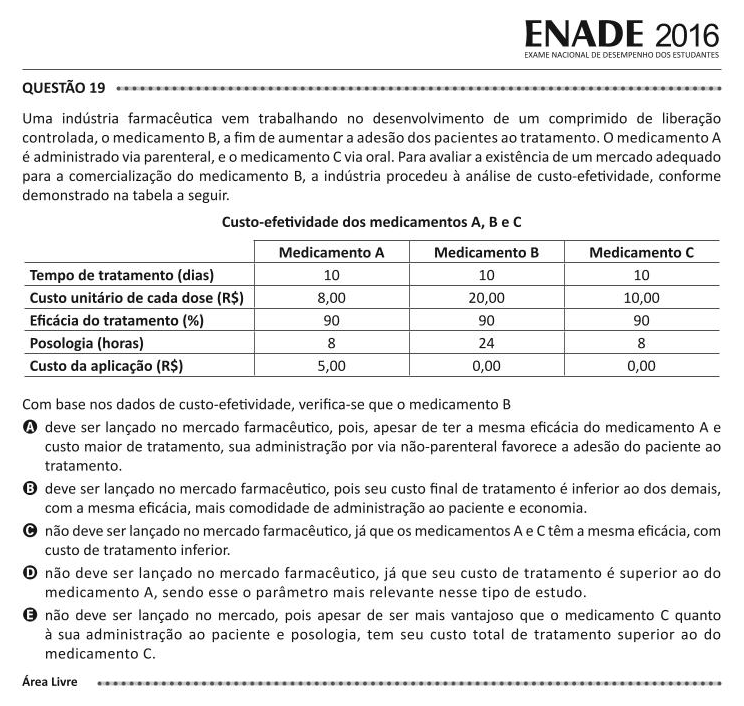 ENADE 2016
EXAME NACIONAL DE DESEMPENHO DOS ESTUDANTES
QUESTÃO 19
Uma indústria farmacêutica vem trabalhando no desenvolvimento de um comprimido de liberação
controlada, o medicamento B, a fim de aumentar a adesão dos pacientes ao tratamento. O medicamento A
é administrado via parenteral, e o medicamento C via oral. Para avaliar a existência de um mercado adequado
para a comercialização do medicamento B, a indústria procedeu à análise de custo-efetividade, conforme
demonstrado na tabela a seguir.
Custo-efetividade dos medicamentos A, B e C
Medicamento A Medicamento B Medicamento C
Tempo de tratamento (dias) 10 10 10
Custo unitário de cada dose (R$) 8,00 20,00 10,00
Eficácia do tratamento (%) 90 90 90
Posologia (horas) 8 24 8
Custo da aplicação (R$) 5,00 0,00 0,00
Com base nos dados de custo-efetividade, verifica-se que o medicamento B
A deve ser lançado no mercado farmacêutico, pois, apesar de ter a mesma eficácia do medicamento A e
custo maior de tratamento, sua administração por via não-parenteral favorece a adesão do paciente ao
tratamento.
B deve ser lançado no mercado farmacêutico, pois seu custo final de tratamento é inferior ao dos demais,
com a mesma eficácia, mais comodidade de administração ao paciente e economia.
C não deve ser lançado no mercado farmacêutico, já que os medicamentos A e C têm a mesma eficácia, com
custo de tratamento inferior.
D não deve ser lançado no mercado farmacêutico, já que seu custo de tratamento é superior ao do
medicamento A, sendo esse o parâmetro mais relevante nesse tipo de estudo.
E não deve ser lançado no mercado, pois apesar de ser mais vantajoso que o medicamento C quanto
à sua administração ao paciente e posologia, tem seu custo total de tratamento superior ao do
medicamento C.
Área Livre